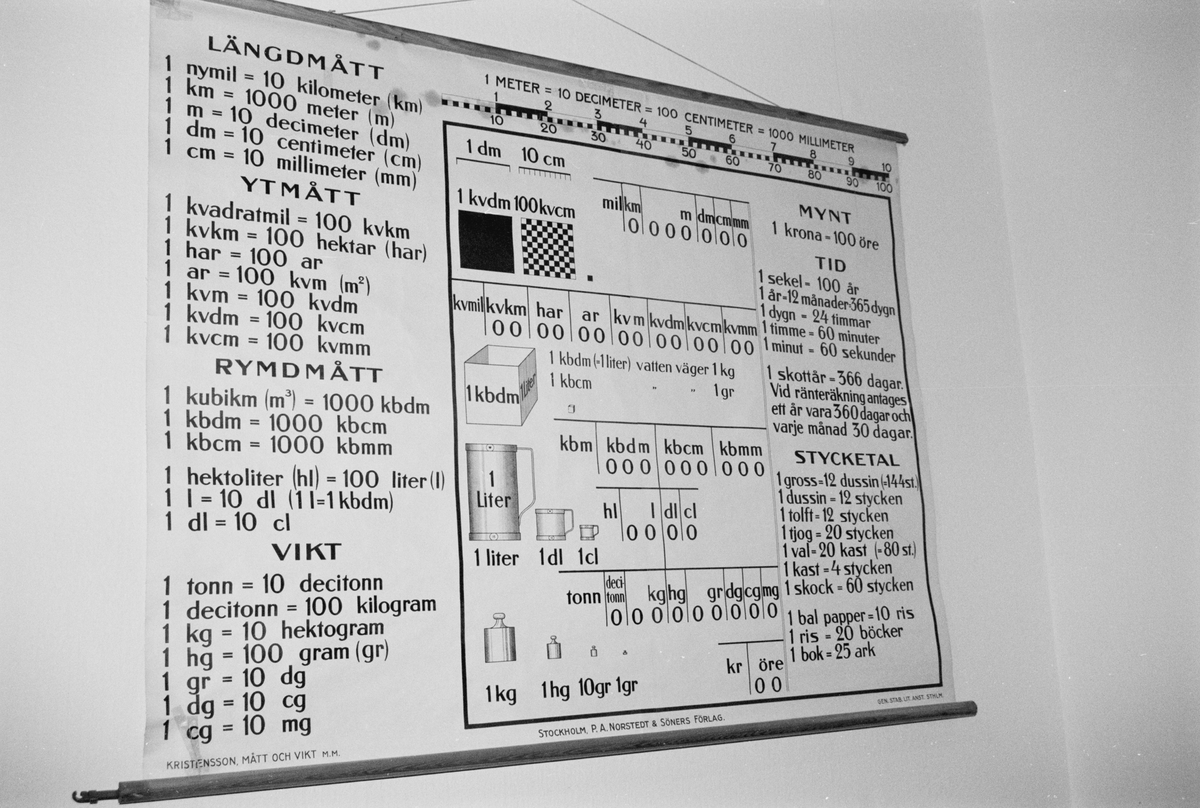 LÄNGDMÅTT
1 nymil = 10 kilometer (km)
1 km = 1000 meter (m)
1 m = 10 decimeter (dm)
1 dm = 10 centimeter (cm)
1 cm = 10 millimeter (mm)
YTMÅTT
1 kvadratmil = 100 kvkm
1 kvkm = 100 hektar (har)
1 har = 100 ar
1 ar = 100 kvm (m²)
1 kvm = 100 kvdm
1 kvdm = 100 kvcm
1 kvcm = 100 kvmm
RYMDMÅTT
1 kubikm (m³) = 1000 kbdm
1 kbdm = 1000 kbcm
1 kbcm = 1000 kbmm
1 hektoliter (hl) = 100 liter (l)
1 l = 10 dl (1 l = 1 kbdm)
1 dl = 10 cl
VIKT
1 tonn = 10 decitonn
1 decitonn = 100 kilogram
1 kg = 10 hektogram
1 hg = 100 gram (gr)
1 gr = 10 dg
1 dg = 10 cg
1 cg = 10 mg
KRISTENSSON, MÅTT OCH VIKT M.M.
1 METER = 10 DECIMETER = 100 CENTIMETER = 1000 MILLIMETER
1 2 3 4 5 6 7 8 9 10
10 20 30 40 50 60 70 80 90 100
1 dm 10 cm
mil km m dm cm mm
0 0 0 0 0 0 0
1 kvdm 100 kvcm
kvmil kvkm har ar kvm kvdm kvcm kvmm
00 00 00 00 00 00 00
1 kbdm 1 Liter
1 kbdm (=1 liter) vatten väger 1 kg
1 kbcm " " 1 gr
kbm kbdm kbcm kbmm
000 000 000
1 Liter
hl l dl cl
0 0 0 0
1 liter 1 dl 1 cl
tonn deci-tonn kg hg gr dg cg mg
0 0 0 0 0 0 0 0 0
1 kg 1 hg 10 gr 1 gr
kr öre
0 0
MYNT
1 krona = 100 öre
TID
1 sekel = 100 år
1 år = 12 månader = 365 dygn
1 dygn = 24 timmar
1 timme = 60 minuter
1 minut = 60 sekunder
1 skottår = 366 dagar.
Vid ränteräkning antages
ett år vara 360 dagar och
varje månad 30 dagar.
STYCKETAL
1 gross = 12 dussin (=144 st.)
1 dussin = 12 stycken
1 tolft = 12 stycken
1 tjog = 20 stycken
1 val = 20 kast (=80 st.)
1 kast = 4 stycken
1 skock = 60 stycken
1 bal papper = 10 ris
1 ris = 20 böcker
1 bok = 25 ark
STOCKHOLM, P. A. NORSTEDT & SÖNERS FÖRLAG.
GEN. STAB. LIT. ANST. STHLM.